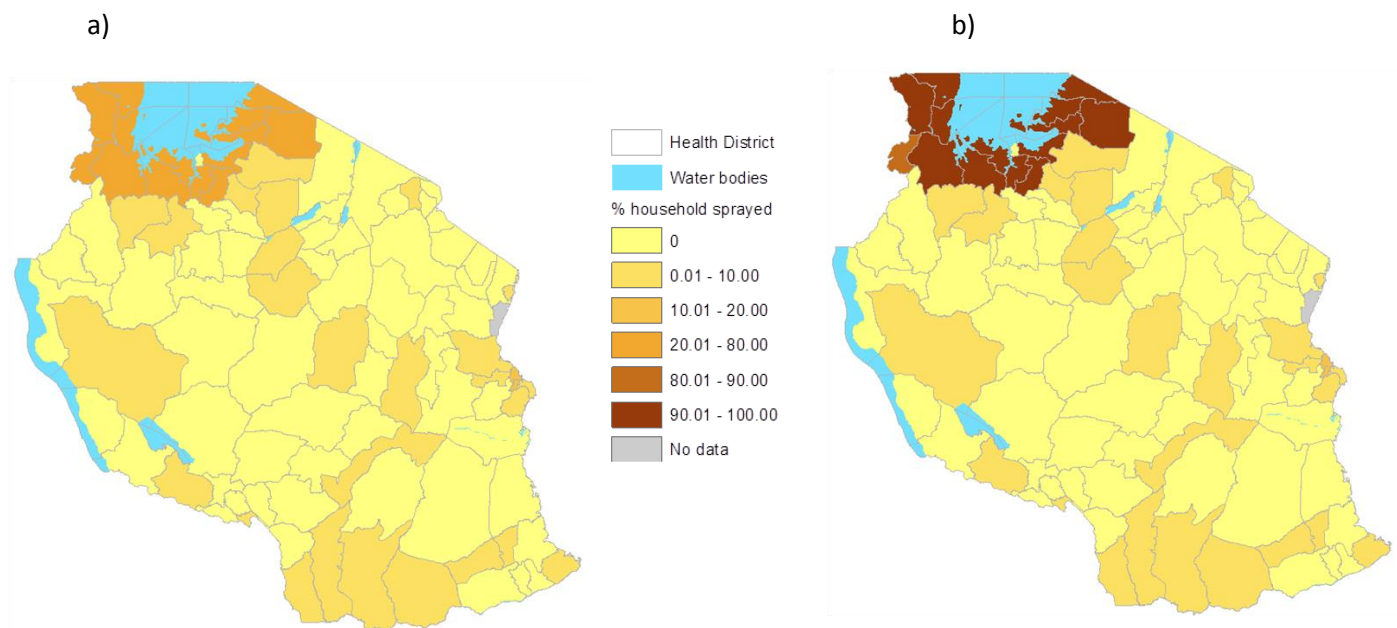 a)
b)
Health District
Water bodies
% household sprayed
0
0.01 - 10.00
10.01 - 20.00
20.01 - 80.00
80.01 - 90.00
90.01 - 100.00
No data